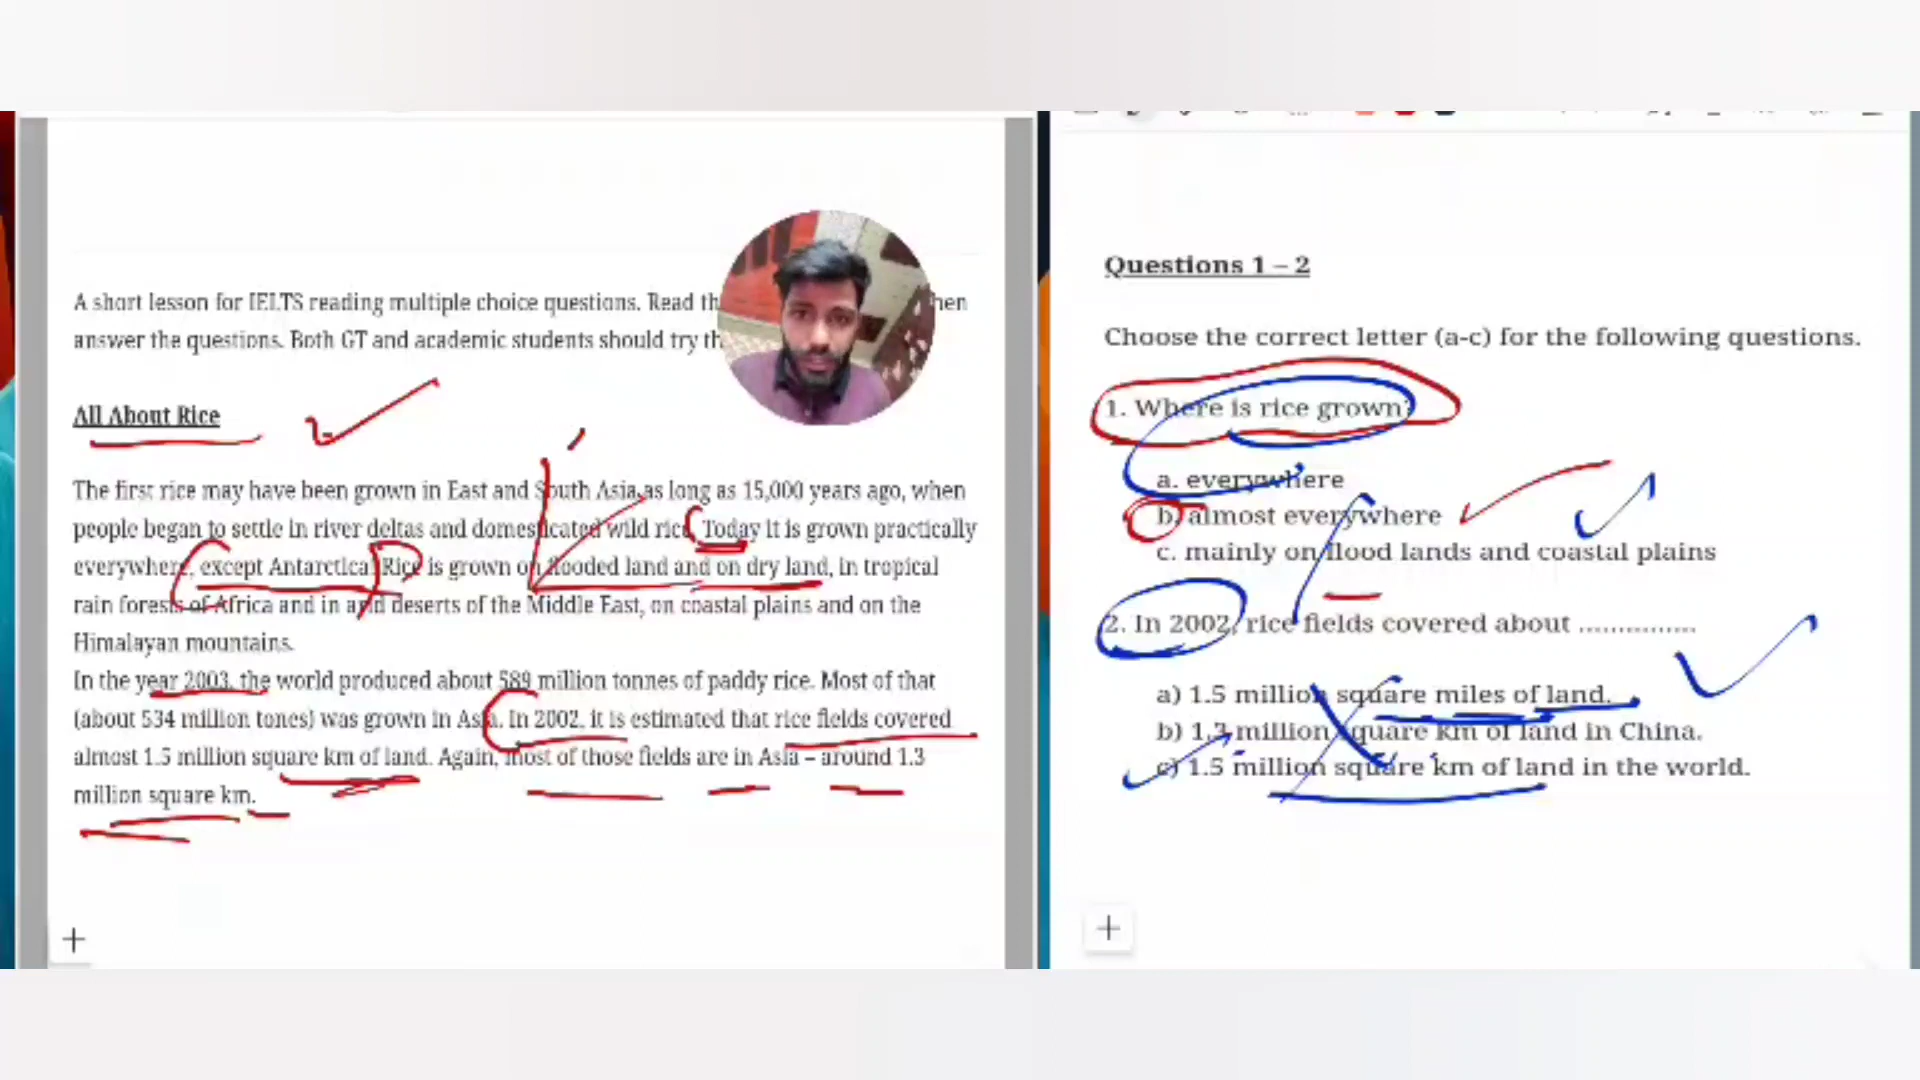 A short lesson for IELTS reading multiple choice questions. Read th hen
answer the questions. Both GT and academic students should try th
All About Rice
The first rice may have been grown in East and South Asia as long as 15,000 years ago, when
people began to settle in river deltas and domesticated wild rice. Today it is grown practically
everywhere, except Antarctica. Rice is grown on flooded land and on dry land, in tropical
rain forests of Africa and in arid deserts of the Middle East, on coastal plains and on the
Himalayan mountains.
In the year 2003, the world produced about 589 million tonnes of paddy rice. Most of that
(about 534 million tones) was grown in Asia. In 2002, it is estimated that rice fields covered
almost 1.5 million square km of land. Again, most of those fields are in Asia – around 1.3
million square km.
Questions 1 – 2
Choose the correct letter (a-c) for the following questions.
1. Where is rice grown?
a. everywhere
b. almost everywhere
c. mainly on flood lands and coastal plains
2. In 2002, rice fields covered about ...............
a) 1.5 million square miles of land.
b) 1.3 million square km of land in China.
c) 1.5 million square km of land in the world.